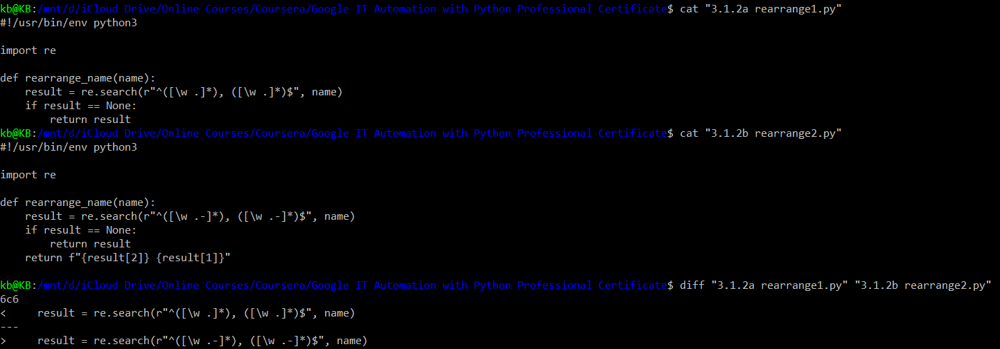 kb@KB:/mnt/d/iCloud Drive/Online Courses/Coursera/Google IT Automation with Python Professional Certificate$ cat "3.1.2a rearrange1.py"
#!/usr/bin/env python3

import re

def rearrange_name(name):
    result = re.search(r"^([\w .]*), ([\w .]*)$", name)
    if result == None:
        return result
kb@KB:/mnt/d/iCloud Drive/Online Courses/Coursera/Google IT Automation with Python Professional Certificate$ cat "3.1.2b rearrange2.py"
#!/usr/bin/env python3

import re

def rearrange_name(name):
    result = re.search(r"^([\w .-]*), ([\w .-]*)$", name)
    if result == None:
        return result
    return f"{result[2]} {result[1]}"

kb@KB:/mnt/d/iCloud Drive/Online Courses/Coursera/Google IT Automation with Python Professional Certificate$ diff "3.1.2a rearrange1.py" "3.1.2b rearrange2.py"
6c6
<     result = re.search(r"^([\w .]*), ([\w .]*)$", name)
---
>     result = re.search(r"^([\w .-]*), ([\w .-]*)$", name)